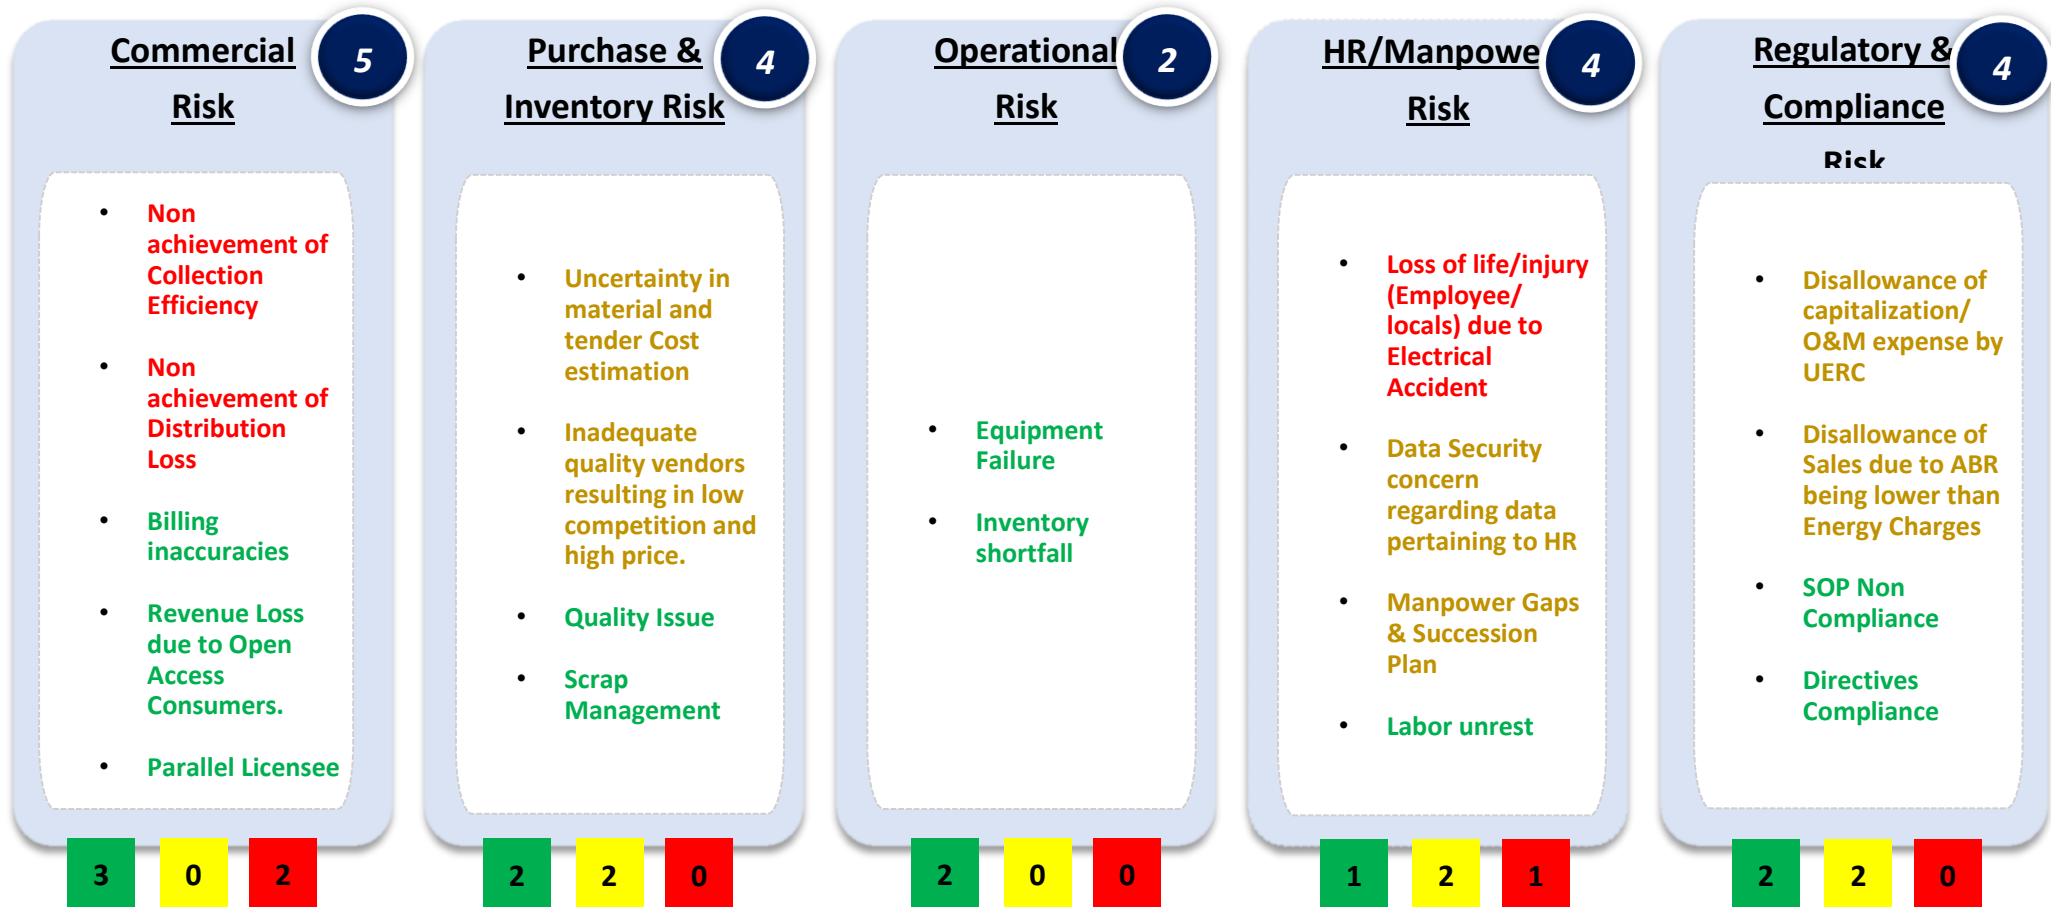 Commercial
Risk
5
• Non
achievement of
Collection
Efficiency
• Non
achievement of
Distribution
Loss
• Billing
inaccuracies
• Revenue Loss
due to Open
Access
Consumers.
• Parallel Licensee
3 0 2
Purchase &
Inventory Risk
4
• Uncertainty in
material and
tender Cost
estimation
• Inadequate
quality vendors
resulting in low
competition and
high price.
• Quality Issue
• Scrap
Management
2 2 0
Operational
Risk
2
• Equipment
Failure
• Inventory
shortfall
2 0 0
HR/Manpowe
Risk
4
• Loss of life/injury
(Employee/
locals) due to
Electrical
Accident
• Data Security
concern
regarding data
pertaining to HR
• Manpower Gaps
& Succession
Plan
• Labor unrest
1 2 1
Regulatory &
Compliance
Risk
4
• Disallowance of
capitalization/
O&M expense by
UERC
• Disallowance of
Sales due to ABR
being lower than
Energy Charges
• SOP Non
Compliance
• Directives
Compliance
2 2 0